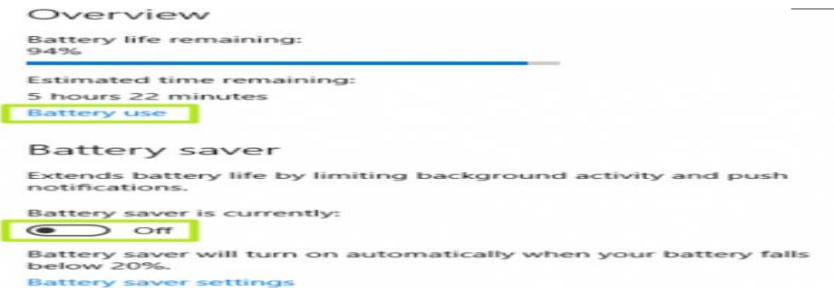 Overview
Battery life remaining:
94%
Estimated time remaining:
5 hours 22 minutes
Battery use
Battery saver
Extends battery life by limiting background activity and push
notifications.
Battery saver is currently:
Off
Battery saver will turn on automatically when your battery falls
below 20%.
Battery saver settings